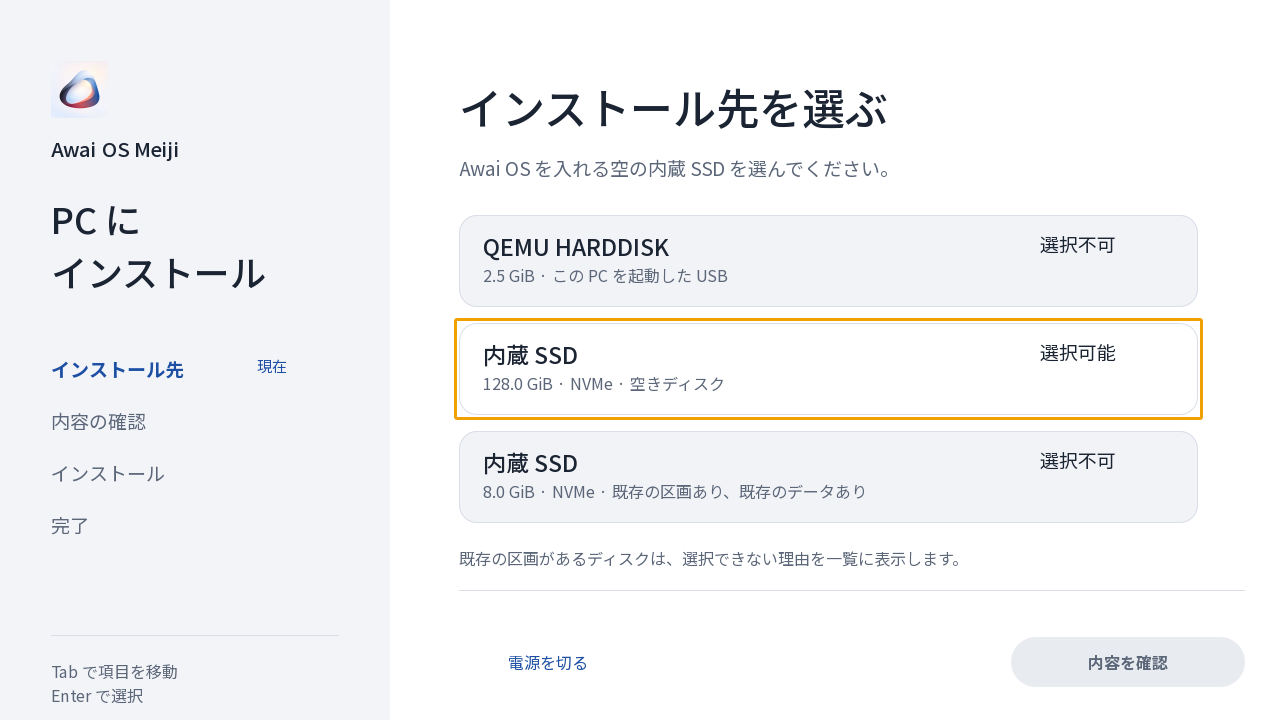 Awai OS Meiji
PC に
インストール
インストール先 現在
内容の確認
インストール
完了
Tab で項目を移動
Enter で選択
インストール先を選ぶ
Awai OS を入れる空の内蔵 SSD を選んでください。
QEMU HARDDISK 選択不可
2.5 GiB · この PC を起動した USB
内蔵 SSD 選択可能
128.0 GiB · NVMe · 空きディスク
内蔵 SSD 選択不可
8.0 GiB · NVMe · 既存の区画あり、既存のデータあり
既存の区画があるディスクは、選択できない理由を一覧に表示します。
電源を切る 内容を確認